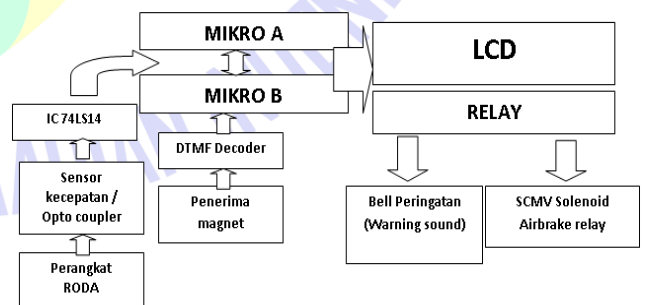 MIKRO A
MIKRO B
LCD
RELAY
IC 74LS14
DTMF Decoder
Sensor
kecepatan /
Opto coupler
Penerima
magnet
Perangkat
RODA
Bell Peringatan
(Warning sound)
SCMV Solenoid
Airbrake relay